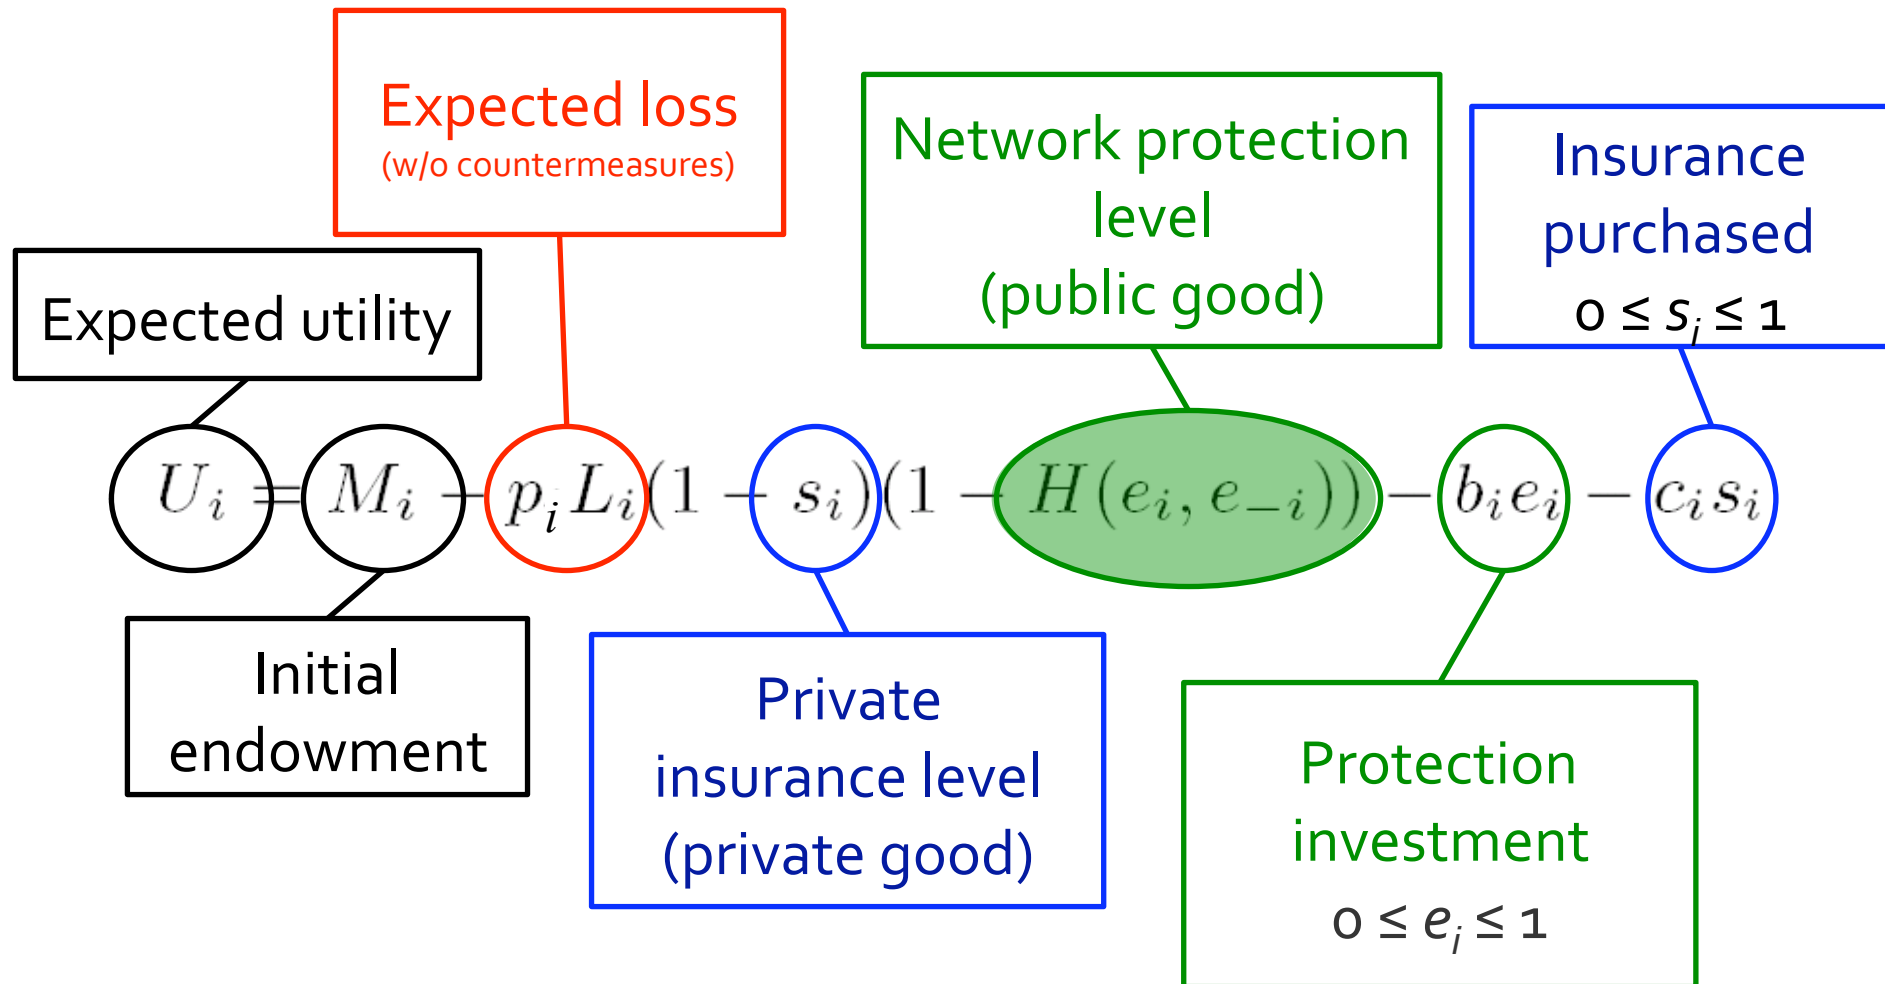 Expected loss
(w/o countermeasures)
Network protection
level
(public good)
Insurance
purchased
0 ≤ s_i ≤ 1
Expected utility
U_i = M_i − p_i L_i(1 − s_i)(1 − H(e_i, e_{−i})) − b_i e_i − c_i s_i
Initial
endowment
Private
insurance level
(private good)
Protection
investment
0 ≤ e_i ≤ 1